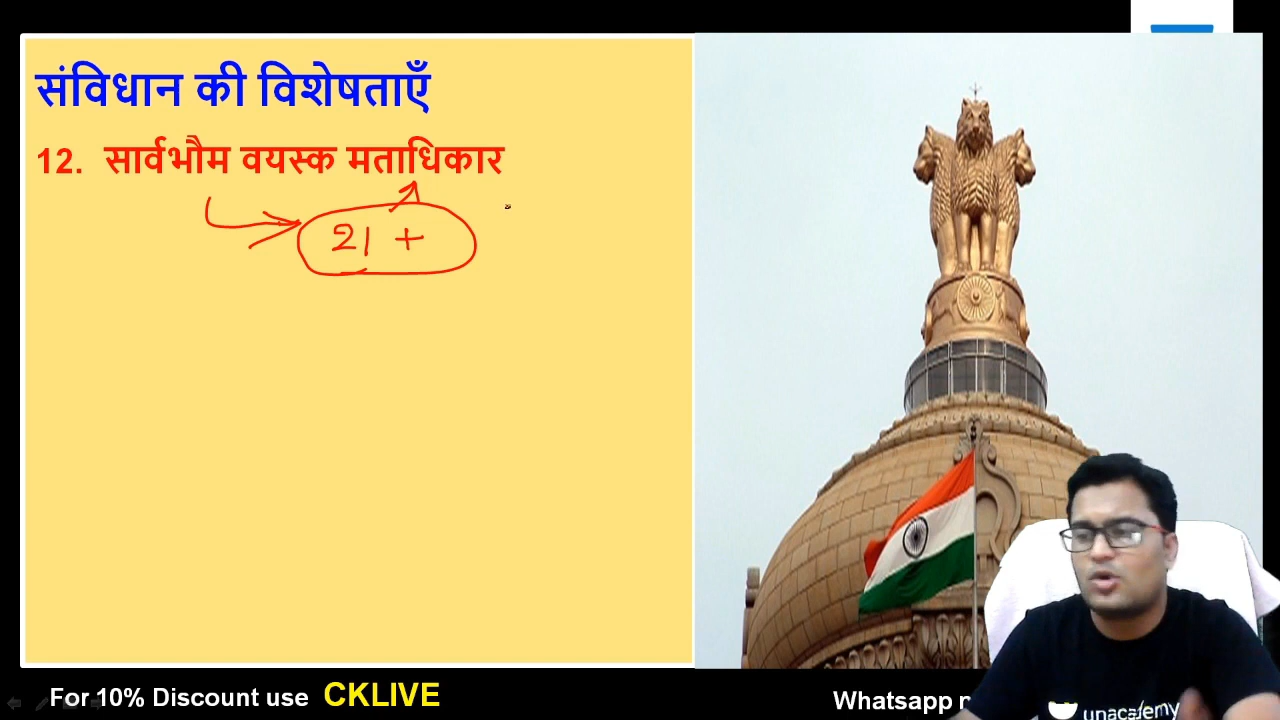 संविधान की विशेषताएँ
12. सार्वभौम वयस्क मताधिकार
21 +
For 10% Discount use CKLIVE
Whatsapp
unacademy